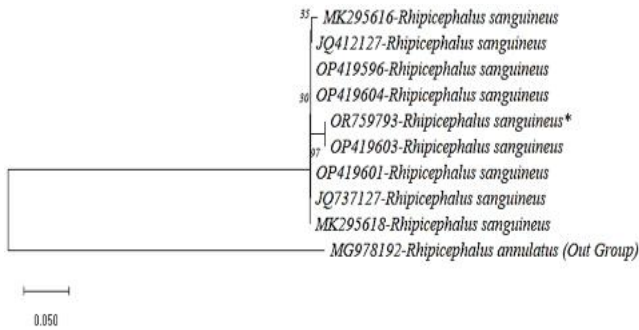 35
MK295616-Rhipicephalus sanguineus
JQ412127-Rhipicephalus sanguineus
OP419596-Rhipicephalus sanguineus
30
OP419604-Rhipicephalus sanguineus
OR759793-Rhipicephalus sanguineus*
OP419603-Rhipicephalus sanguineus
97
OP419601-Rhipicephalus sanguineus
JQ737127-Rhipicephalus sanguineus
MK295618-Rhipicephalus sanguineus
MG978192-Rhipicephalus annulatus (Out Group)
0.050